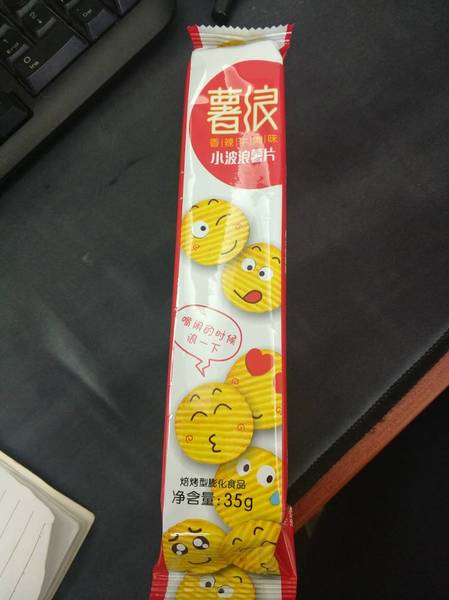 薯浪
香辣牛肉味
小波浪薯片
嘴闲的时候
浪一下
焙烤型膨化食品
净含量:35g